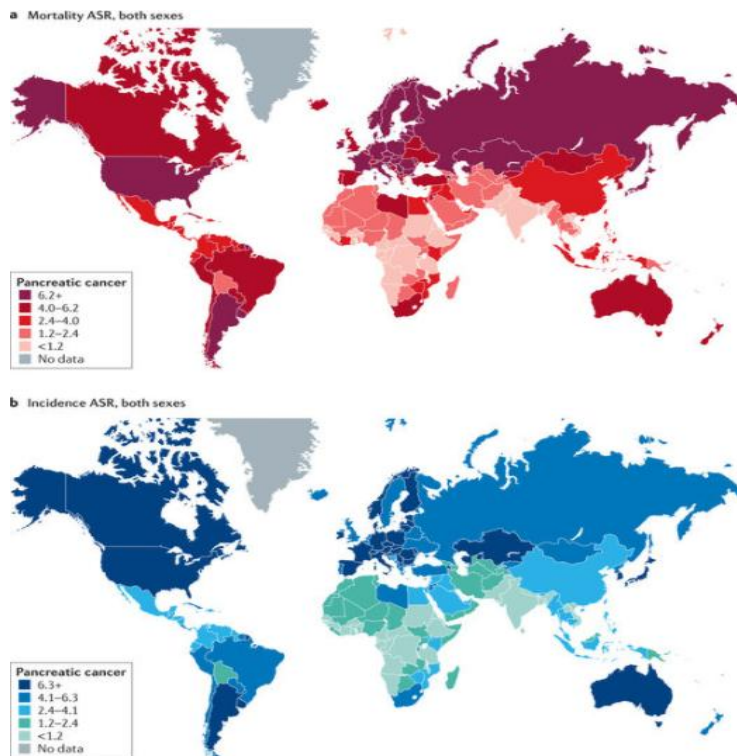 a Mortality ASR, both sexes
Pancreatic cancer
6.2+
4.0–6.2
2.4–4.0
1.2–2.4
<1.2
No data
b Incidence ASR, both sexes
Pancreatic cancer
6.3+
4.1–6.3
2.4–4.1
1.2–2.4
<1.2
No data